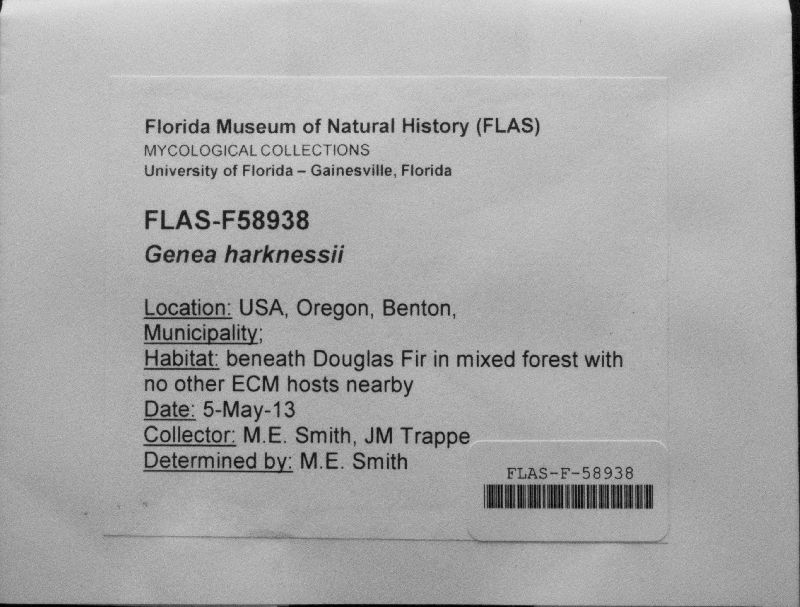 Florida Museum of Natural History (FLAS)
MYCOLOGICAL COLLECTIONS
University of Florida – Gainesville, Florida
FLAS-F58938
Genea harknessii
Location: USA, Oregon, Benton,
Municipality;
Habitat: beneath Douglas Fir in mixed forest with
no other ECM hosts nearby
Date: 5-May-13
Collector: M.E. Smith, JM Trappe
Determined by: M.E. Smith
FLAS-F-58938